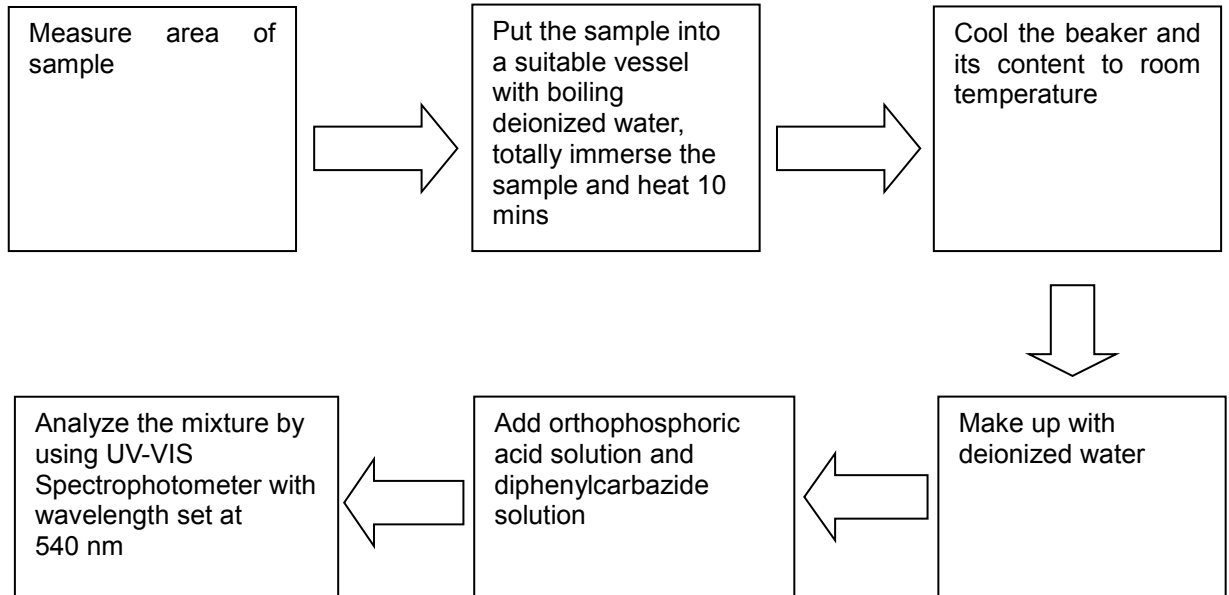 Measure area of
sample
Put the sample into
a suitable vessel
with boiling
deionized water,
totally immerse the
sample and heat 10
mins
Cool the beaker and
its content to room
temperature
Make up with
deionized water
Add orthophosphoric
acid solution and
diphenylcarbazide
solution
Analyze the mixture by
using UV-VIS
Spectrophotometer with
wavelength set at
540 nm